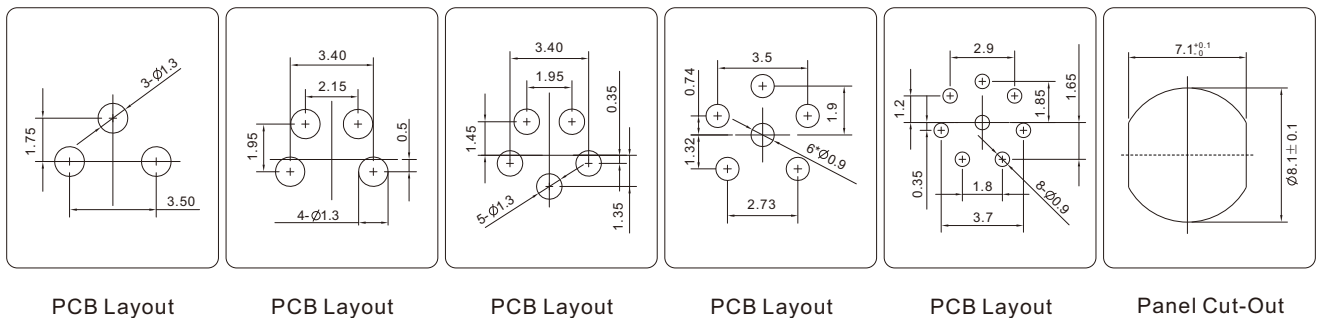 3-Ø1.3
1.75
3.50
PCB Layout
3.40
2.15
1.95
0.5
4-Ø1.3
PCB Layout
3.40
1.95
0.35
1.45
5-Ø1.3
1.35
PCB Layout
3.5
0.74
1.9
1.32
6*Ø0.9
2.73
PCB Layout
2.9
1.65
1.85
1.2
0.35
1.8
8-Ø0.9
3.7
PCB Layout
7.1 +0.1 -0
Ø8.1±0.1
Panel Cut-Out